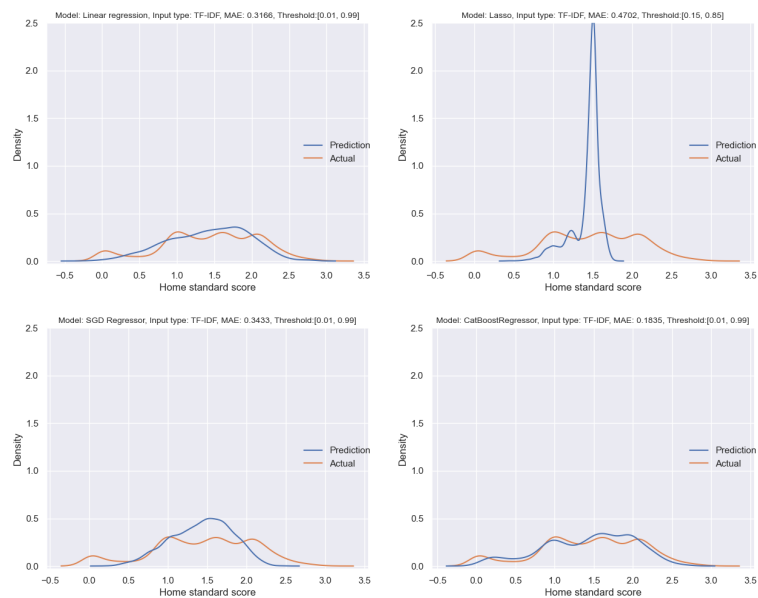 Model: Linear regression, Input type: TF-IDF, MAE: 0.3166, Threshold:[0.01, 0.99]
2.5
2.0
1.5
1.0
0.5
0.0
Density
Prediction
Actual
−0.5 0.0 0.5 1.0 1.5 2.0 2.5 3.0 3.5
Home standard score
Model: Lasso, Input type: TF-IDF, MAE: 0.4702, Threshold:[0.15, 0.85]
2.5
2.0
1.5
1.0
0.5
0.0
Density
Prediction
Actual
−0.5 0.0 0.5 1.0 1.5 2.0 2.5 3.0 3.5
Home standard score
Model: SGD Regressor, Input type: TF-IDF, MAE: 0.3433, Threshold:[0.01, 0.99]
2.5
2.0
1.5
1.0
0.5
0.0
Density
Prediction
Actual
−0.5 0.0 0.5 1.0 1.5 2.0 2.5 3.0 3.5
Home standard score
Model: CatBoostRegressor, Input type: TF-IDF, MAE: 0.1835, Threshold:[0.01, 0.99]
2.5
2.0
1.5
1.0
0.5
0.0
Density
Prediction
Actual
−0.5 0.0 0.5 1.0 1.5 2.0 2.5 3.0 3.5
Home standard score